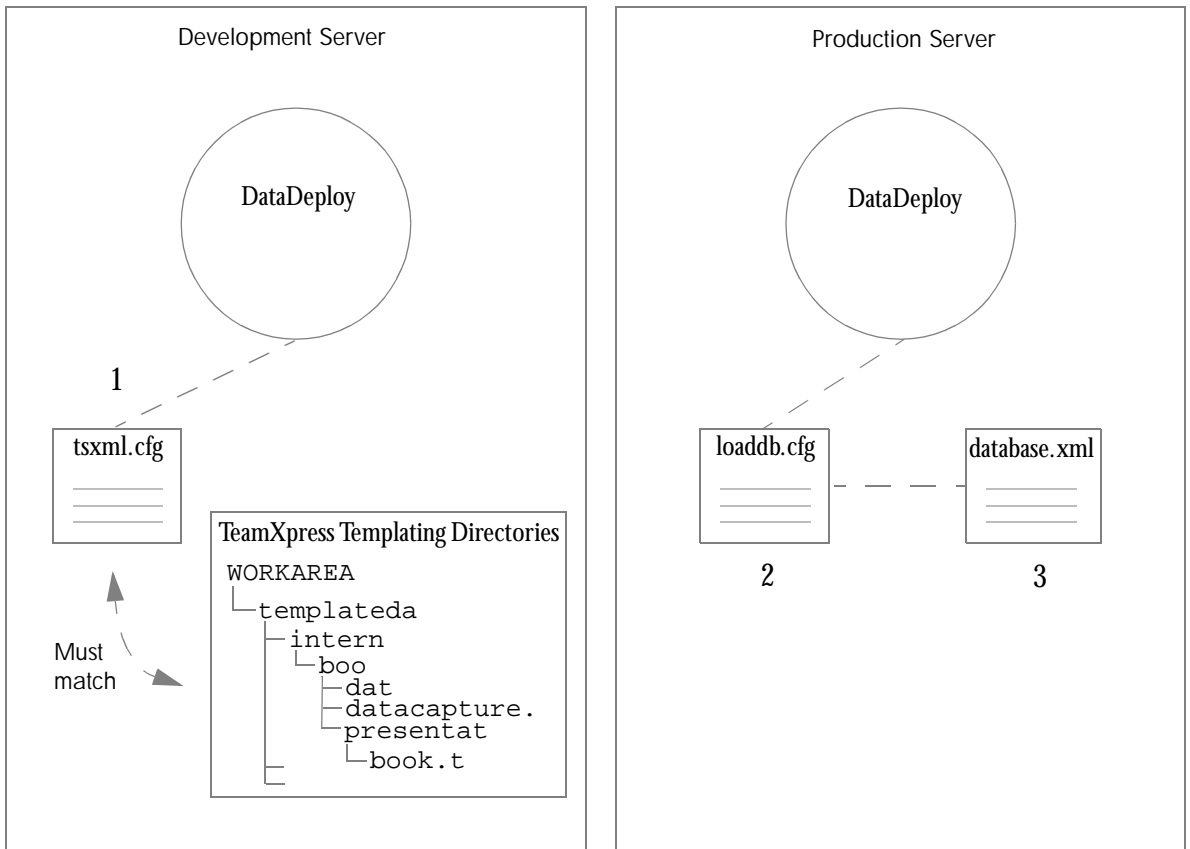 Development Server
DataDeploy
1
tsxml.cfg
Must
match
TeamXpress Templating Directories
WORKAREA
templateda
intern
boo
dat
datacapture.
presentat
book.t
Production Server
DataDeploy
loaddb.cfg
database.xml
2
3